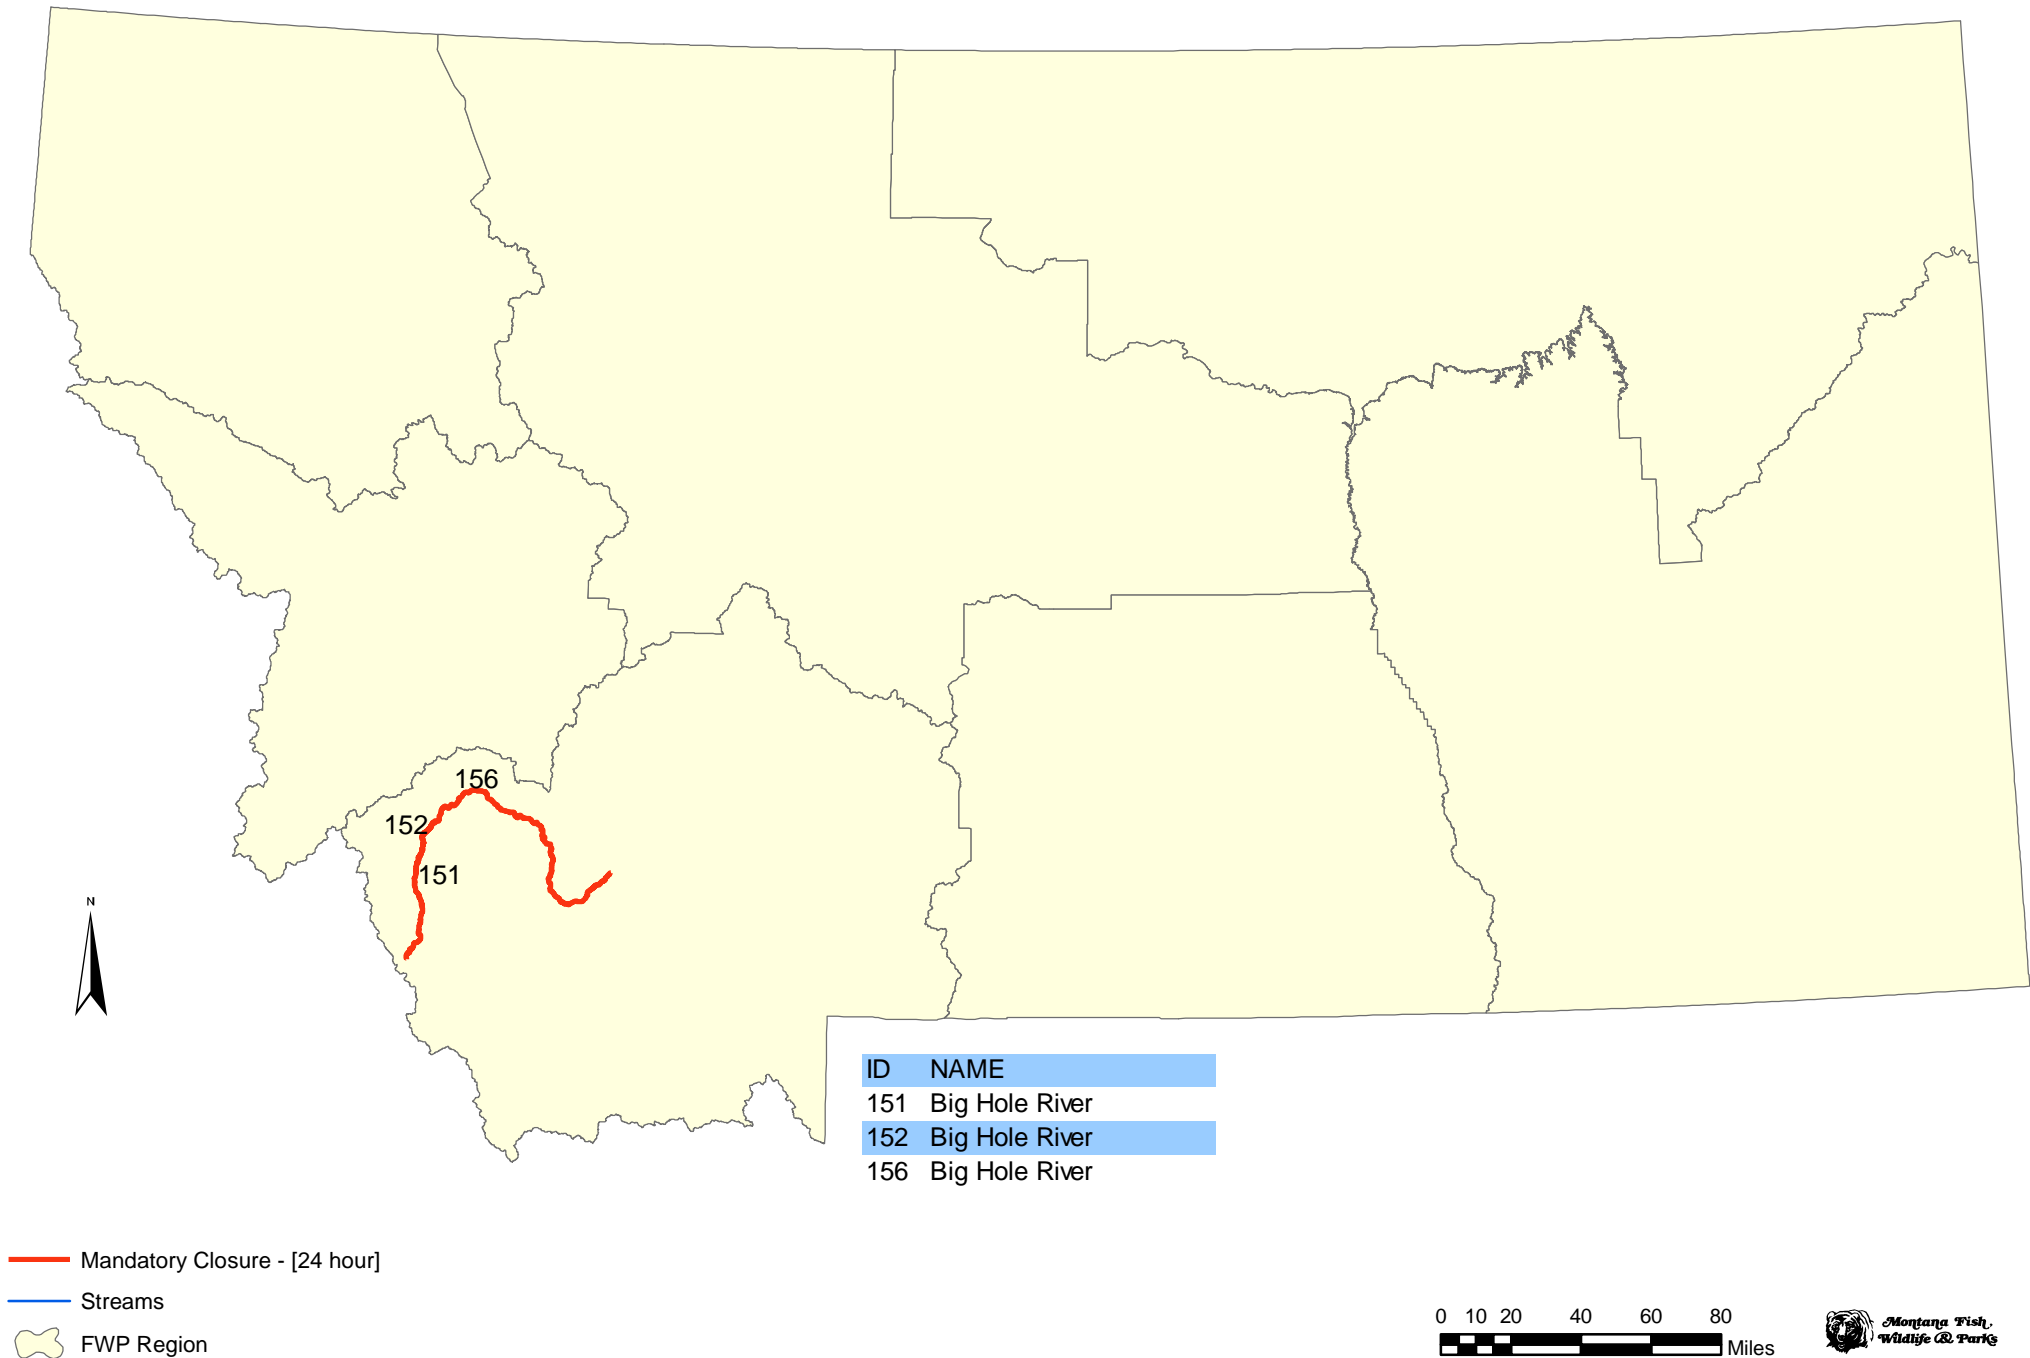 156
152
151
N
ID NAME
151 Big Hole River
152 Big Hole River
156 Big Hole River
Mandatory Closure - [24 hour]
Streams
FWP Region
0 10 20 40 60 80
Miles
Montana Fish,
Wildlife & Parks